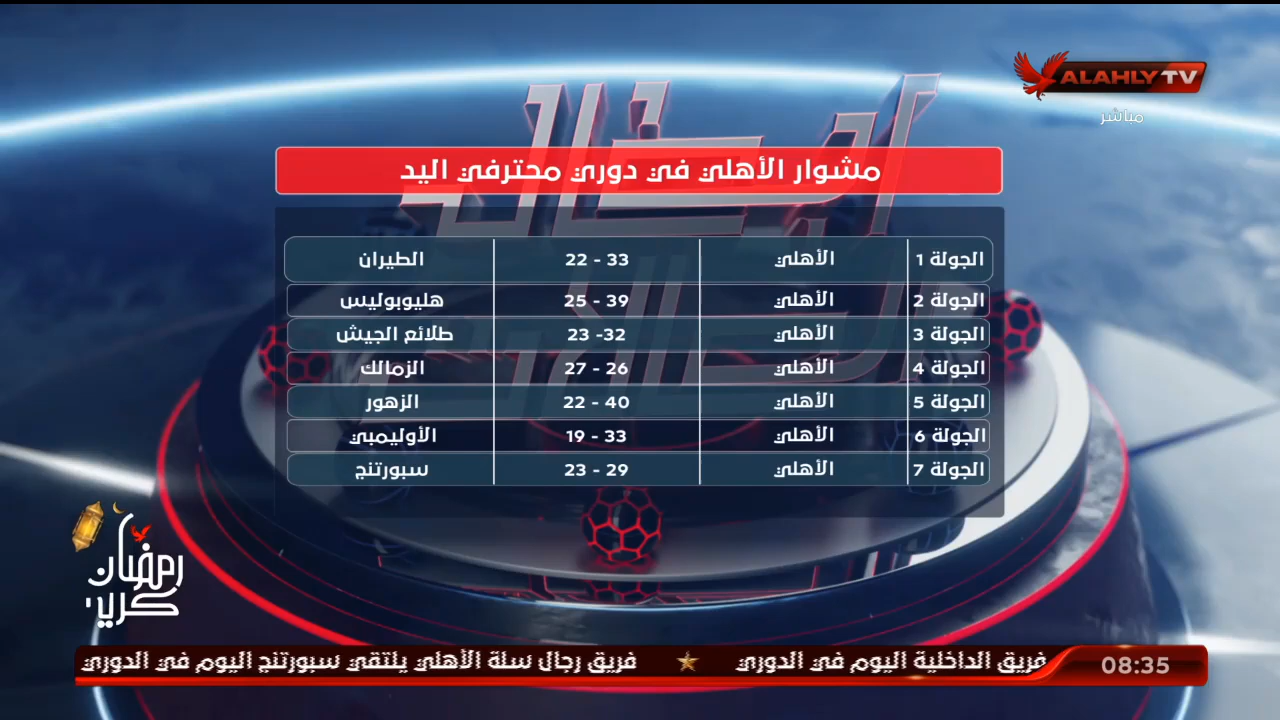 ALAHLY TV
مباشر
مشوار الأهلي في دوري محترفي اليد
الجولة 1 الأهلي 33 - 22 الطيران
الجولة 2 الأهلي 39 - 25 هليوبوليس
الجولة 3 الأهلي 32- 23 طلائع الجيش
الجولة 4 الأهلي 26 - 27 الزمالك
الجولة 5 الأهلي 40 - 22 الزهور
الجولة 6 الأهلي 33 - 19 الأوليمبي
الجولة 7 الأهلي 29 - 23 سبورتنج
رمضان
كريم
08:35
فريق الداخلية اليوم في الدوري ★ فريق رجال سلة الأهلي يلتقي سبورتنج اليوم في الدوري